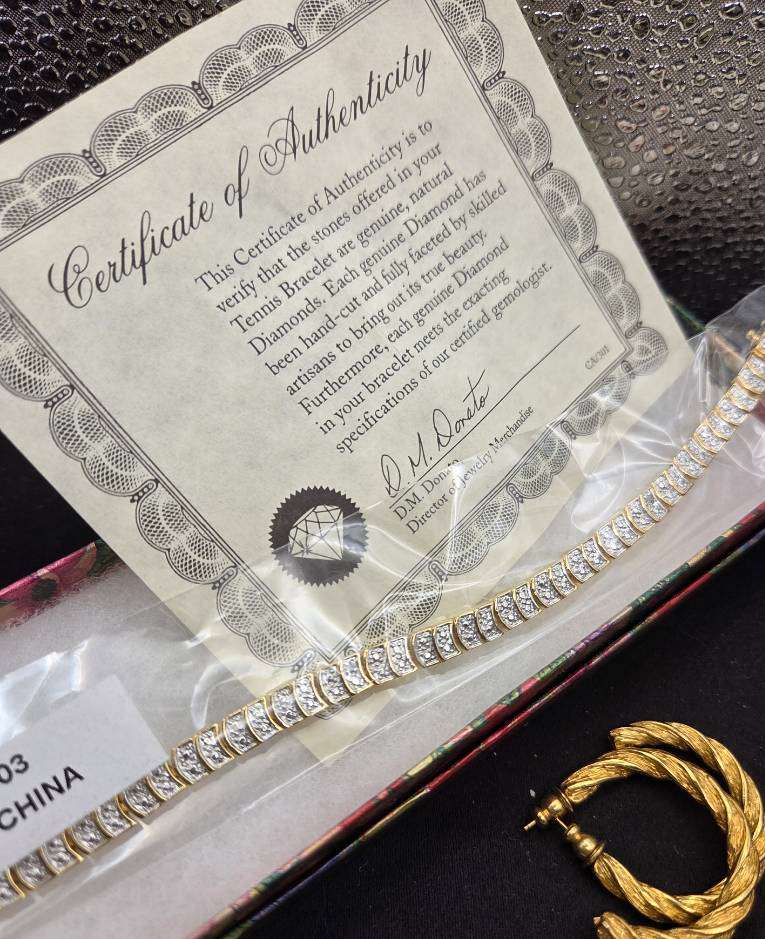 Certificate of Authenticity
This Certificate of Authenticity is to
verify that the stones offered in your
Tennis Bracelet are genuine, natural
Diamonds. Each genuine Diamond has
been hand-cut and fully faceted by skilled
artisans to bring out its true beauty.
Furthermore, each genuine Diamond
in your bracelet meets the exacting
specifications of our certified gemologist.
D. M. Donato
D.M. Donato
Director of Jewelry Merchandise
03
CHINA